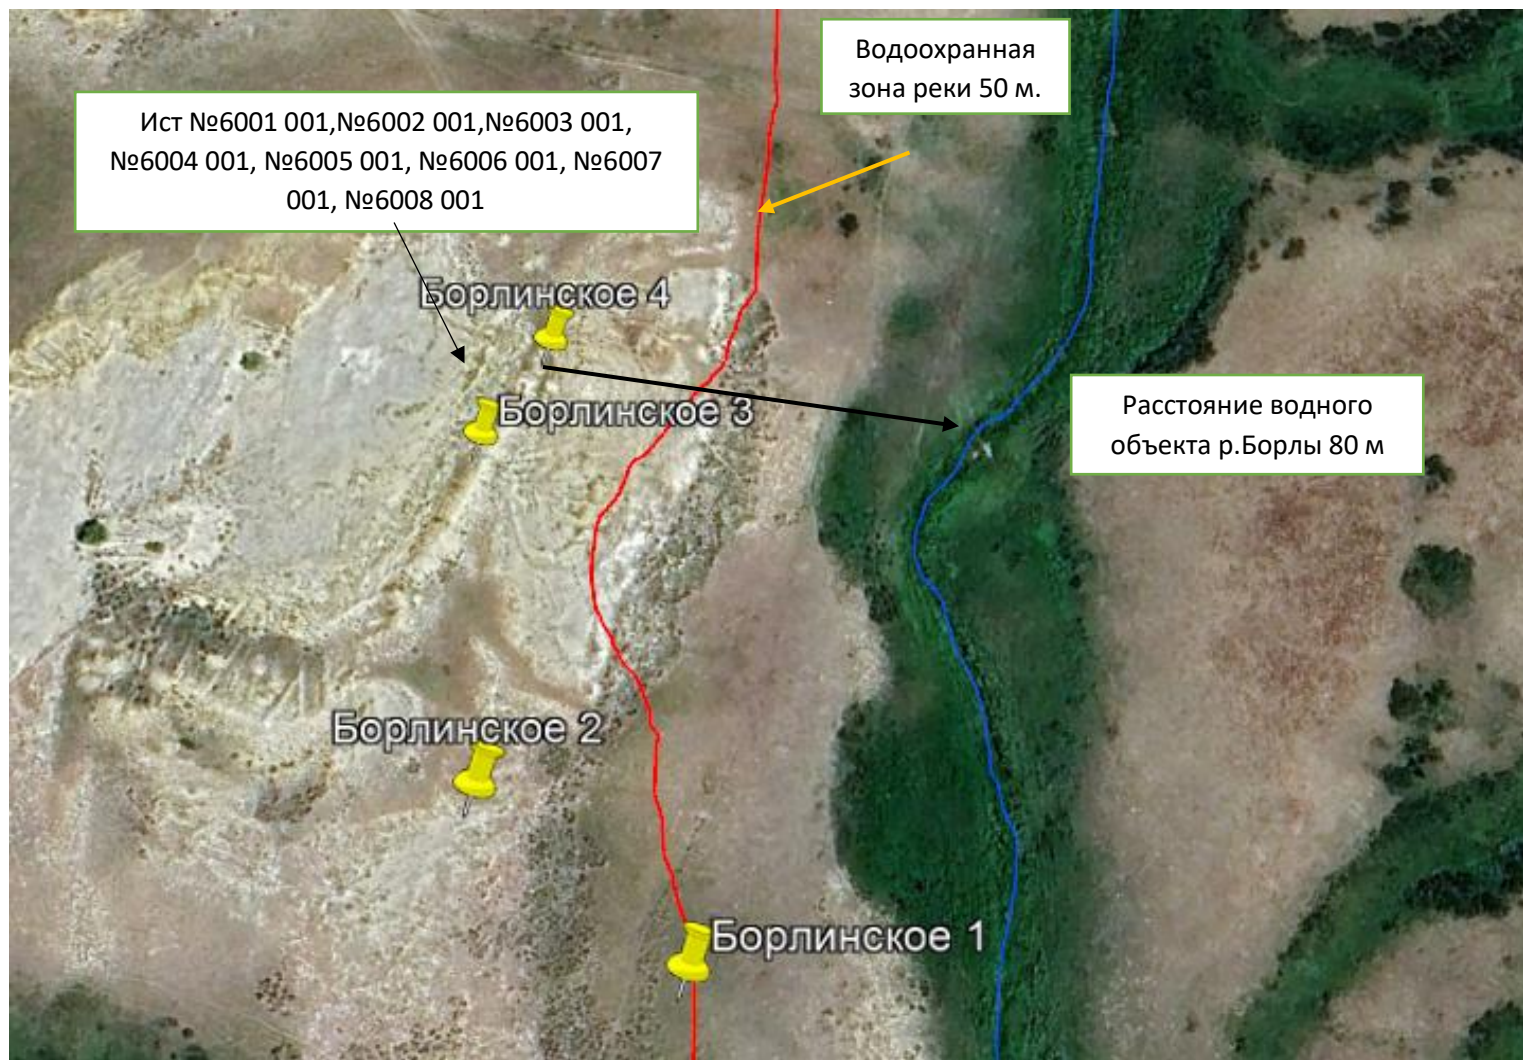 Водоохранная
зона реки 50 м.
Ист №6001 001,№6002 001,№6003 001,
№6004 001, №6005 001, №6006 001, №6007
001, №6008 001
Борлинское 4
Борлинское 3
Расстояние водного
объекта р.Борлы 80 м
Борлинское 2
Борлинское 1